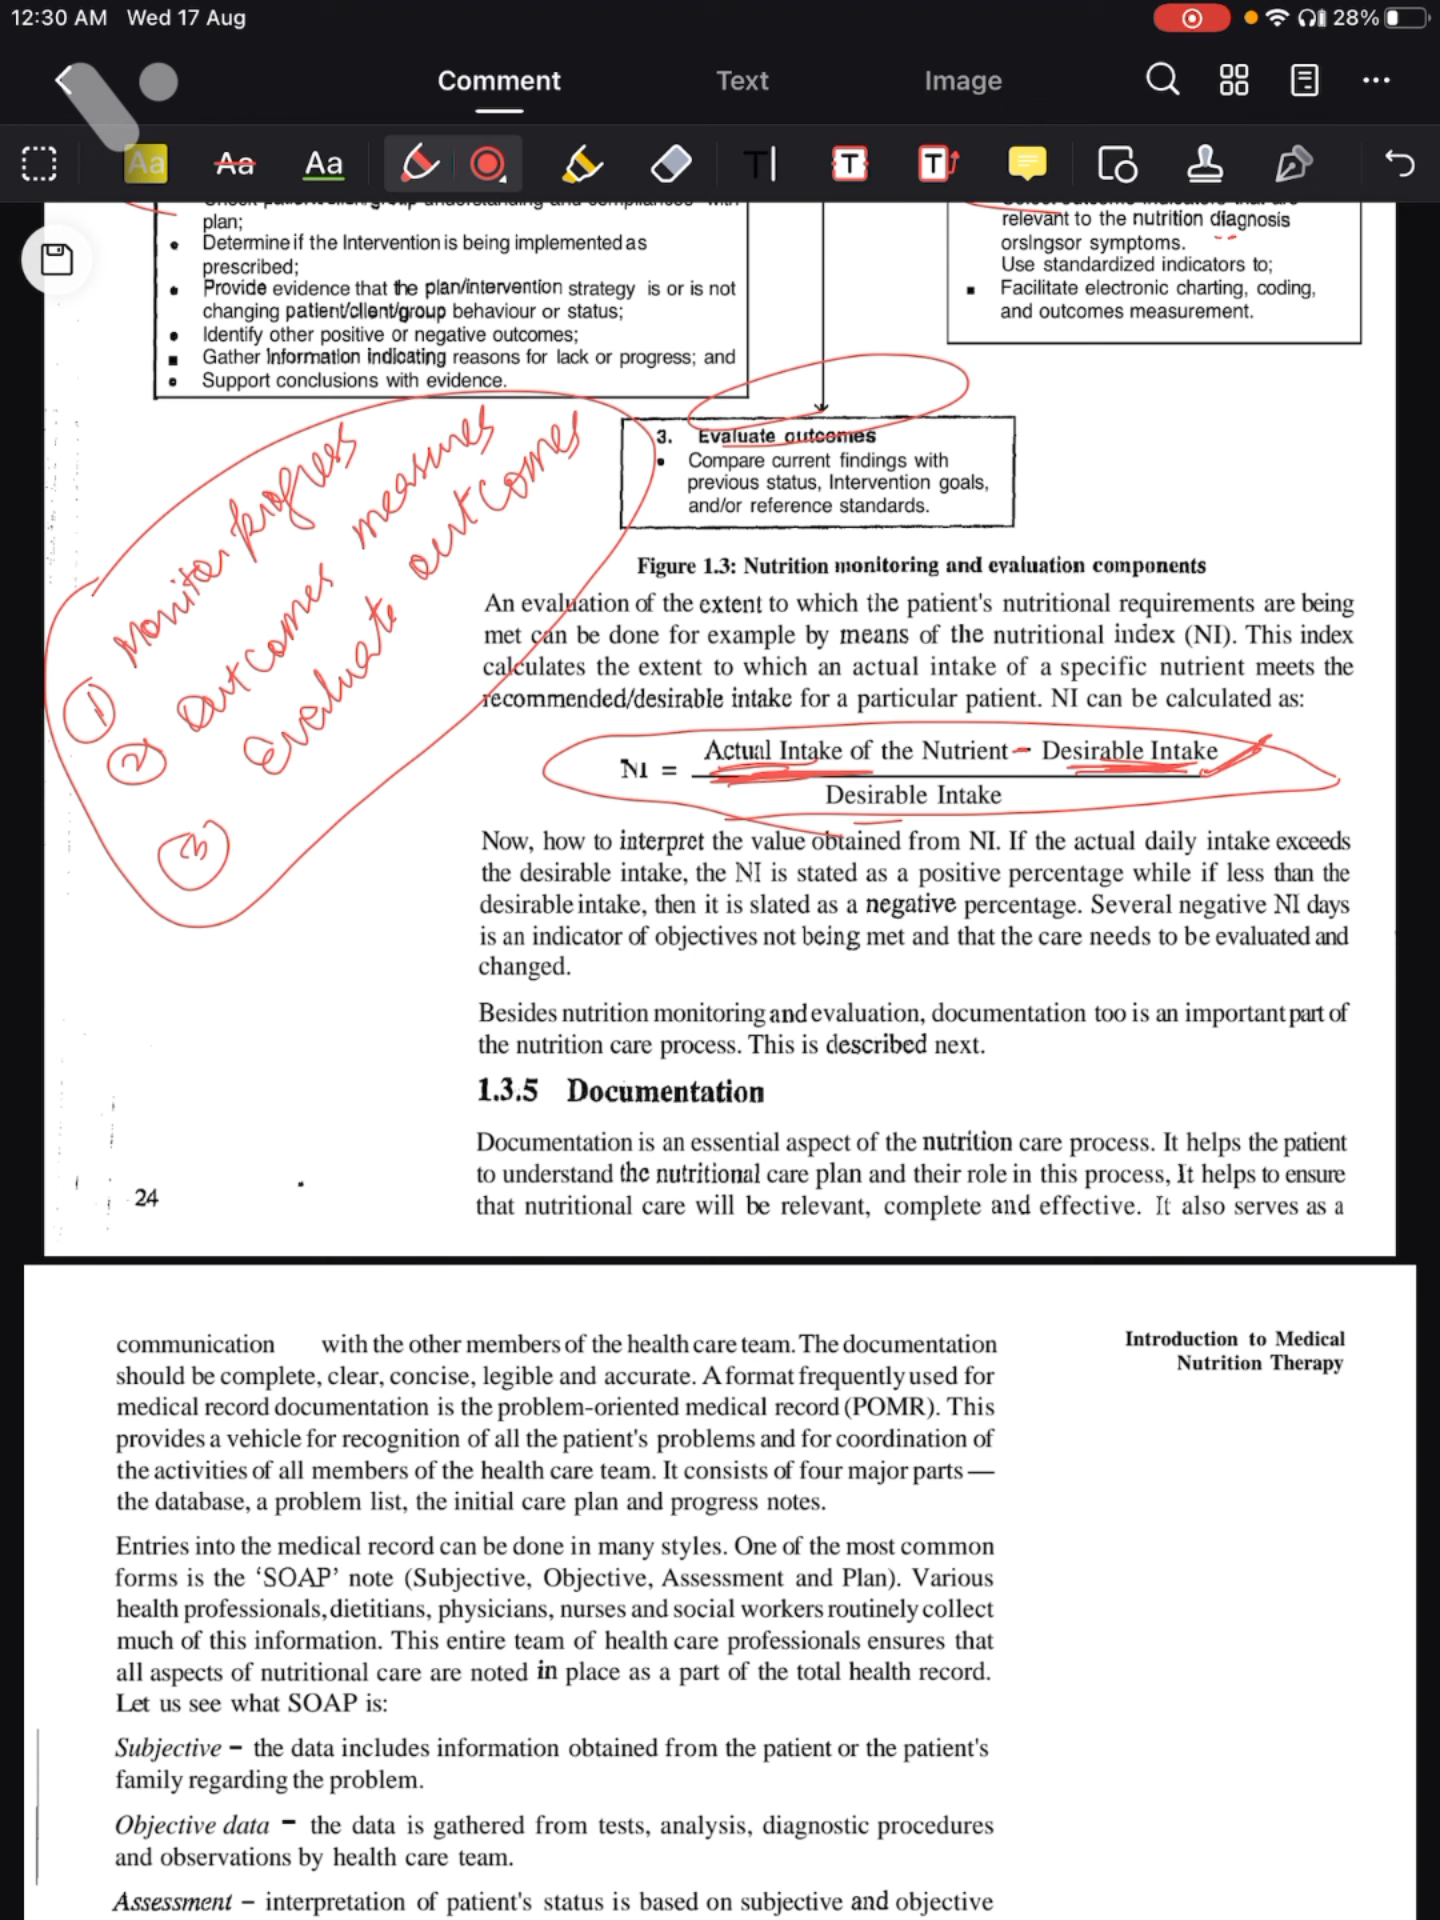 12:30 AM Wed 17 Aug
28%
Comment
Text
Image
Aa
Aa
Aa
T
T
T
plan;
Determine if the Intervention is being implemented as
prescribed;
Provide evidence that the plan/intervention strategy is or is not
changing patient/client/group behaviour or status;
Identify other positive or negative outcomes;
Gather Information indicating reasons for lack or progress; and
Support conclusions with evidence.
relevant to the nutrition diagnosis
orsIngsor symptoms.
Use standardized indicators to;
Facilitate electronic charting, coding,
and outcomes measurement.
3. Evaluate outcomes
Compare current findings with
previous status, Intervention goals,
and/or reference standards.
① Monitor progress
② Outcomes measures
③ Evaluate outcomes
Figure 1.3: Nutrition monitoring and evaluation components
An evaluation of the extent to which the patient's nutritional requirements are being
met can be done for example by means of the nutritional index (NI). This index
calculates the extent to which an actual intake of a specific nutrient meets the
recommended/desirable intake for a particular patient. NI can be calculated as:
Actual Intake of the Nutrient – Desirable Intake
NI =
Desirable Intake
Now, how to interpret the value obtained from NI. If the actual daily intake exceeds
the desirable intake, the NI is stated as a positive percentage while if less than the
desirable intake, then it is slated as a negative percentage. Several negative NI days
is an indicator of objectives not being met and that the care needs to be evaluated and
changed.
Besides nutrition monitoring and evaluation, documentation too is an important part of
the nutrition care process. This is described next.
1.3.5 Documentation
Documentation is an essential aspect of the nutrition care process. It helps the patient
to understand the nutritional care plan and their role in this process, It helps to ensure
that nutritional care will be relevant, complete and effective. It also serves as a
24
communication with the other members of the health care team. The documentation
should be complete, clear, concise, legible and accurate. A format frequently used for
medical record documentation is the problem-oriented medical record (POMR). This
provides a vehicle for recognition of all the patient's problems and for coordination of
the activities of all members of the health care team. It consists of four major parts —
the database, a problem list, the initial care plan and progress notes.
Introduction to Medical
Nutrition Therapy
Entries into the medical record can be done in many styles. One of the most common
forms is the ‘SOAP’ note (Subjective, Objective, Assessment and Plan). Various
health professionals, dietitians, physicians, nurses and social workers routinely collect
much of this information. This entire team of health care professionals ensures that
all aspects of nutritional care are noted in place as a part of the total health record.
Let us see what SOAP is:
Subjective – the data includes information obtained from the patient or the patient's
family regarding the problem.
Objective data – the data is gathered from tests, analysis, diagnostic procedures
and observations by health care team.
Assessment – interpretation of patient's status is based on subjective and objective